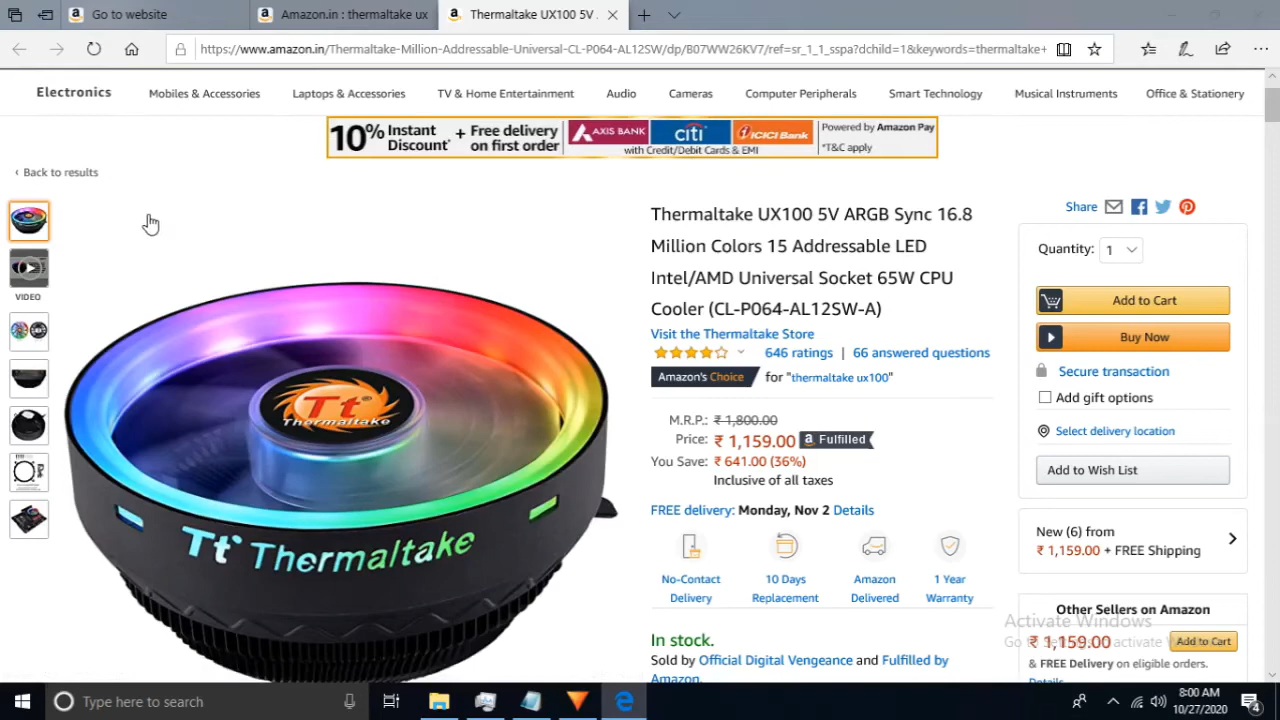 Go to website
Amazon.in : thermaltake ux
Thermaltake UX100 5V
https://www.amazon.in/Thermaltake-Million-Addressable-Universal-CL-P064-AL12SW/dp/B07WW26KV7/ref=sr_1_1_sspa?dchild=1&keywords=thermaltake+
Electronics
Mobiles & Accessories
Laptops & Accessories
TV & Home Entertainment
Audio
Cameras
Computer Peripherals
Smart Technology
Musical Instruments
Office & Stationery
10% Instant Discount* + Free delivery on first order
AXIS BANK citi ICICI Bank
with Credit/Debit Cards & EMI
Powered by Amazon Pay
*T&C apply
‹ Back to results
VIDEO
Tt
Thermaltake
Tt Thermaltake
Thermaltake UX100 5V ARGB Sync 16.8
Million Colors 15 Addressable LED
Intel/AMD Universal Socket 65W CPU
Cooler (CL-P064-AL12SW-A)
Visit the Thermaltake Store
646 ratings | 66 answered questions
Amazon's Choice for "thermaltake ux100"
M.R.P.: ₹ 1,800.00
Price: ₹ 1,159.00 a Fulfilled
You Save: ₹ 641.00 (36%)
Inclusive of all taxes
FREE delivery: Monday, Nov 2 Details
No-Contact Delivery
10 Days Replacement
Amazon Delivered
1 Year Warranty
In stock.
Sold by Official Digital Vengeance and Fulfilled by
Amazon.
Share
Quantity: 1
Add to Cart
Buy Now
Secure transaction
Add gift options
Select delivery location
Add to Wish List
New (6) from
₹ 1,159.00 + FREE Shipping
Other Sellers on Amazon
₹ 1,159.00 Add to Cart
& FREE Delivery on eligible orders.
Details
Activate Windows
Type here to search
8:00 AM
10/27/2020
4